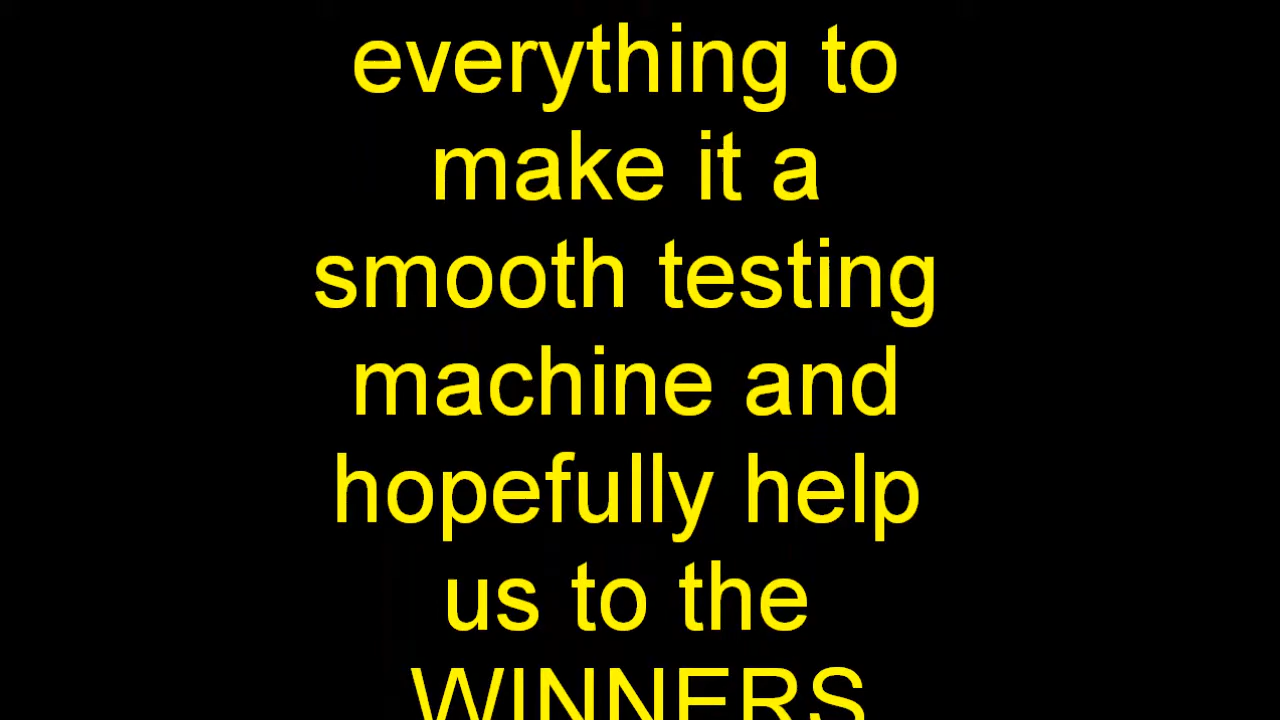 everything to
make it a
smooth testing
machine and
hopefully help
us to the
WINNERS